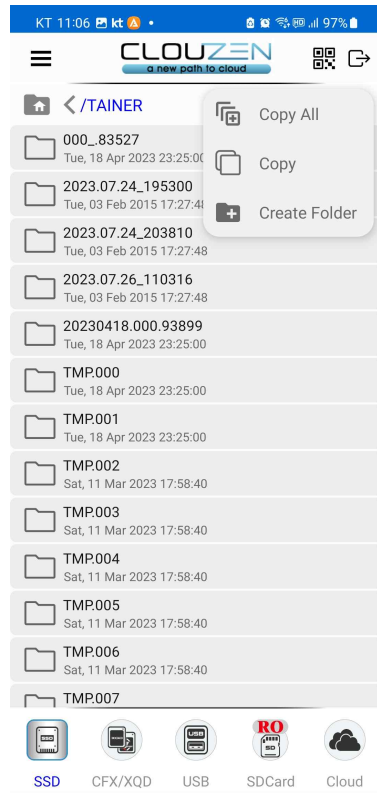 KT 11:06 kt 97%
CLOUZEN
a new path to cloud
/TAINER
Copy All
Copy
Create Folder
000_.83527
Tue, 18 Apr 2023 23:25:00
2023.07.24_195300
Tue, 03 Feb 2015 17:27:48
2023.07.24_203810
Tue, 03 Feb 2015 17:27:48
2023.07.26_110316
Tue, 03 Feb 2015 17:27:48
20230418.000.93899
Tue, 18 Apr 2023 23:25:00
TMP.000
Tue, 18 Apr 2023 23:25:00
TMP.001
Tue, 18 Apr 2023 23:25:00
TMP.002
Sat, 11 Mar 2023 17:58:40
TMP.003
Sat, 11 Mar 2023 17:58:40
TMP.004
Sat, 11 Mar 2023 17:58:40
TMP.005
Sat, 11 Mar 2023 17:58:40
TMP.006
Sat, 11 Mar 2023 17:58:40
TMP.007
SSD USB RO SD
SSD CFX/XQD USB SDCard Cloud